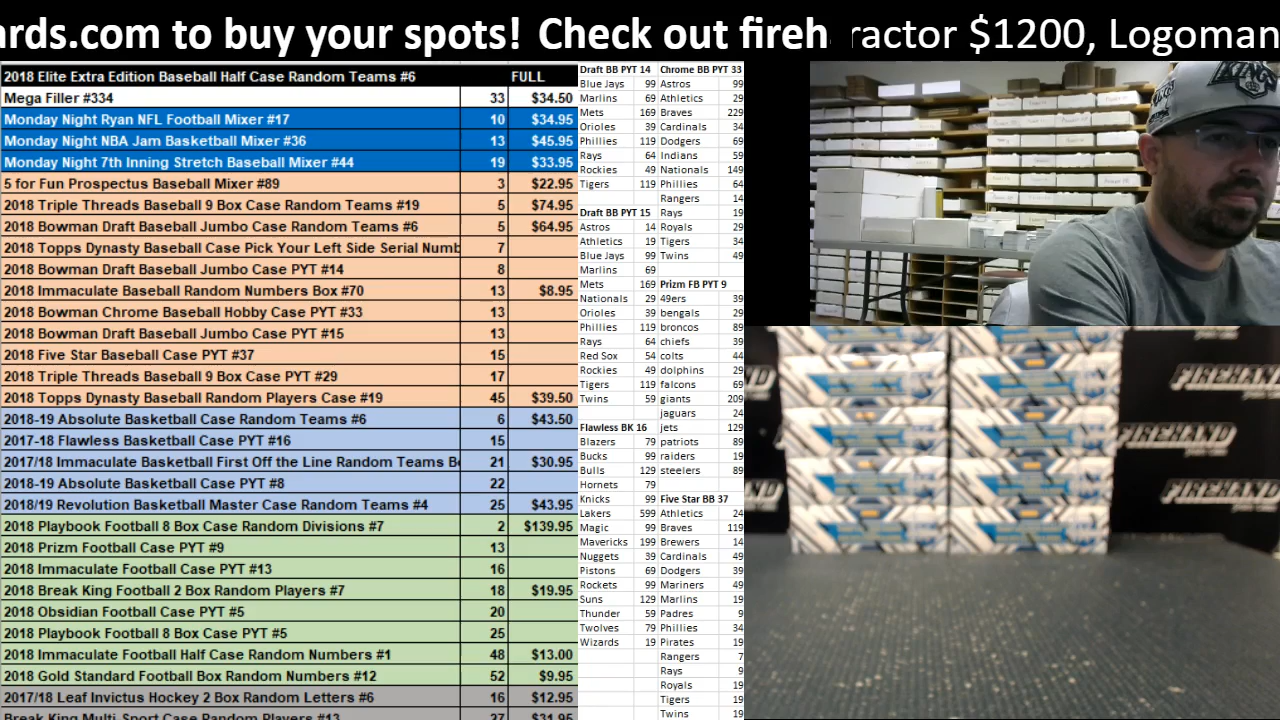 ards.com to buy your spots! Check out fireh
ractor $1200, Logoman
2018 Elite Extra Edition Baseball Half Case Random Teams #6 FULL
Mega Filler #334 33 $34.50
Monday Night Ryan NFL Football Mixer #17 10 $34.95
Monday Night NBA Jam Basketball Mixer #36 13 $45.95
Monday Night 7th Inning Stretch Baseball Mixer #44 19 $33.95
5 for Fun Prospectus Baseball Mixer #89 3 $22.95
2018 Triple Threads Baseball 9 Box Case Random Teams #19 5 $74.95
2018 Bowman Draft Baseball Jumbo Case Random Teams #6 5 $64.95
2018 Topps Dynasty Baseball Case Pick Your Left Side Serial Numb 7
2018 Bowman Draft Baseball Jumbo Case PYT #14 8
2018 Immaculate Baseball Random Numbers Box #70 13 $8.95
2018 Bowman Chrome Baseball Hobby Case PYT #33 13
2018 Bowman Draft Baseball Jumbo Case PYT #15 13
2018 Five Star Baseball Case PYT #37 15
2018 Triple Threads Baseball 9 Box Case PYT #29 17
2018 Topps Dynasty Baseball Random Players Case #19 45 $39.50
2018-19 Absolute Basketball Case Random Teams #6 6 $43.50
2017-18 Flawless Basketball Case PYT #16 15
2017/18 Immaculate Basketball First Off the Line Random Teams Bo 21 $30.95
2018-19 Absolute Basketball Case PYT #8 22
2018/19 Revolution Basketball Master Case Random Teams #4 25 $43.95
2018 Playbook Football 8 Box Case Random Divisions #7 2 $139.95
2018 Prizm Football Case PYT #9 13
2018 Immaculate Football Case PYT #13 16
2018 Break King Football 2 Box Random Players #7 18 $19.95
2018 Obsidian Football Case PYT #5 20
2018 Playbook Football 8 Box Case PYT #5 25
2018 Immaculate Football Half Case Random Numbers #1 48 $13.00
2018 Gold Standard Football Box Random Numbers #12 52 $9.95
2017/18 Leaf Invictus Hockey 2 Box Random Letters #6 16 $12.95
Break King Multi-Sport Case Random Players #13 27 $31.95
Draft BB PYT 14
Blue Jays 99
Marlins 69
Mets 169
Orioles 39
Phillies 119
Rays 64
Rockies 49
Tigers 119
Draft BB PYT 15
Astros 14
Athletics 19
Blue Jays 99
Marlins 69
Mets 169
Nationals 29
Orioles 39
Phillies 119
Rays 64
Red Sox 54
Rockies 49
Tigers 119
Twins 59
Flawless BK 16
Blazers 79
Bucks 99
Bulls 129
Hornets 79
Knicks 99
Lakers 599
Magic 99
Mavericks 199
Nuggets 39
Pistons 69
Rockets 99
Suns 129
Thunder 59
Twolves 79
Wizards 19
Chrome BB PYT 33
Astros 99
Athletics 29
Braves 229
Cardinals 34
Dodgers 69
Indians 59
Nationals 149
Phillies 64
Rangers 14
Rays 19
Royals 29
Tigers 34
Twins 49
Prizm FB PYT 9
49ers 39
bengals 29
broncos 89
chiefs 39
colts 44
dolphins 29
falcons 69
giants 209
jaguars 24
jets 129
patriots 89
raiders 19
steelers 89
Five Star BB 37
Athletics 24
Braves 119
Brewers 14
Cardinals 49
Dodgers 39
Mariners 49
Marlins 19
Padres 9
Phillies 34
Pirates 19
Rangers 7
Rays 9
Royals 19
Tigers 19
Twins 19
KINGS
FIREHAND
FIREHAND
FIREHAND